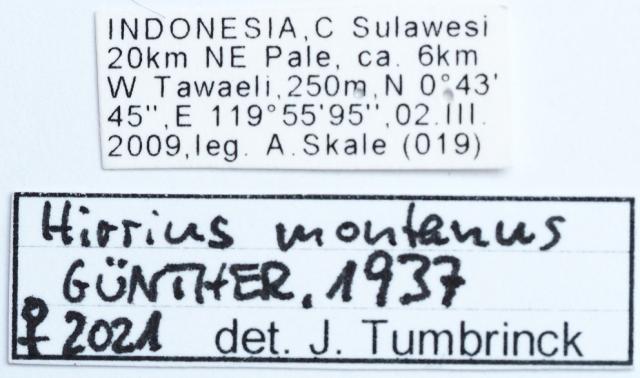 INDONESIA,C Sulawesi
20km NE Pale, ca. 6km
W Tawaeli,250m,N 0°43'
45",E 119°55'95",02.III.
2009,leg. A.Skale (019)
Hirrius montanus
GÜNTHER, 1937
♀ 2021 det. J. Tumbrinck